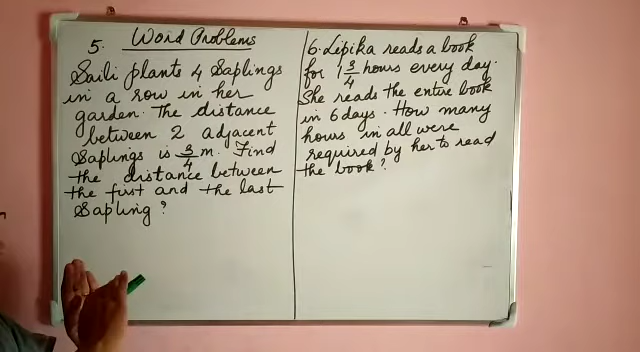 5. Word Problems
Saili plants 4 Saplings
in a row in her
garden. The distance
between 2 adjacent
Saplings is 3/4 m. Find
the distance between
the first and the last
Sapling?
6. Lipika reads a book
for 1 3/4 hours every day.
She reads the entire book
in 6 days. How many
hours in all were
required by her to read
the book?